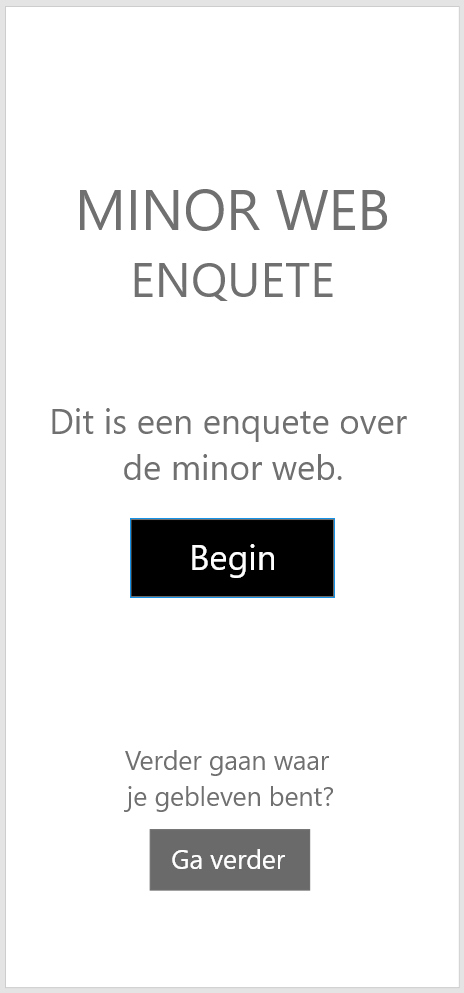 MINOR WEB
ENQUETE
Dit is een enquete over
de minor web.
Begin
Verder gaan waar
je gebleven bent?
Ga verder